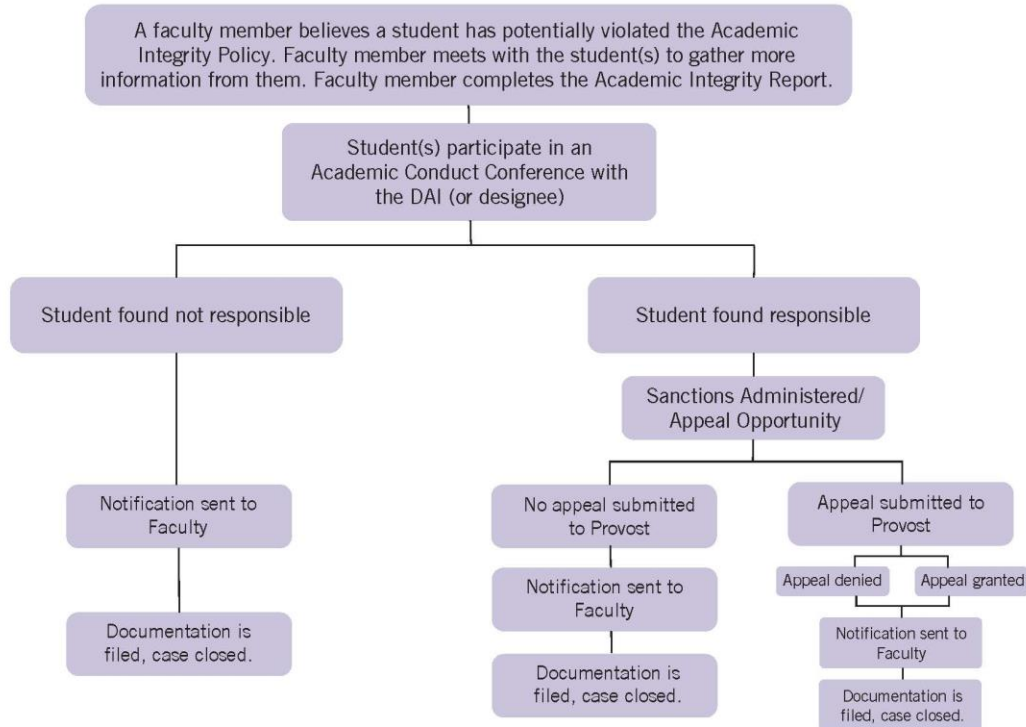 A faculty member believes a student has potentially violated the Academic
Integrity Policy. Faculty member meets with the student(s) to gather more
information from them. Faculty member completes the Academic Integrity Report.
Student(s) participate in an
Academic Conduct Conference with
the DAI (or designee)
Student found not responsible
Student found responsible
Sanctions Administered/
Appeal Opportunity
Notification sent to
Faculty
No appeal submitted
to Provost
Appeal submitted to
Provost
Appeal denied
Appeal granted
Notification sent to
Faculty
Notification sent to
Faculty
Documentation is
filed, case closed.
Documentation is
filed, case closed.
Documentation is
filed, case closed.